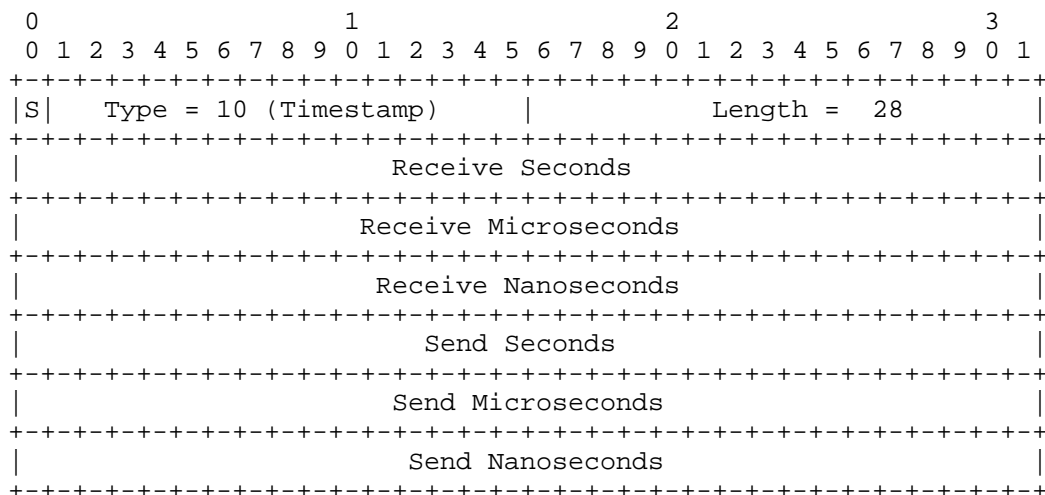 0                   1                   2                   3
 0 1 2 3 4 5 6 7 8 9 0 1 2 3 4 5 6 7 8 9 0 1 2 3 4 5 6 7 8 9 0 1
+-+-+-+-+-+-+-+-+-+-+-+-+-+-+-+-+-+-+-+-+-+-+-+-+-+-+-+-+-+-+-+-+
|S|   Type = 10 (Timestamp)     |           Length =  28        |
+-+-+-+-+-+-+-+-+-+-+-+-+-+-+-+-+-+-+-+-+-+-+-+-+-+-+-+-+-+-+-+-+
|                       Receive Seconds                         |
+-+-+-+-+-+-+-+-+-+-+-+-+-+-+-+-+-+-+-+-+-+-+-+-+-+-+-+-+-+-+-+-+
|                     Receive Microseconds                      |
+-+-+-+-+-+-+-+-+-+-+-+-+-+-+-+-+-+-+-+-+-+-+-+-+-+-+-+-+-+-+-+-+
|                      Receive Nanoseconds                      |
+-+-+-+-+-+-+-+-+-+-+-+-+-+-+-+-+-+-+-+-+-+-+-+-+-+-+-+-+-+-+-+-+
|                         Send Seconds                          |
+-+-+-+-+-+-+-+-+-+-+-+-+-+-+-+-+-+-+-+-+-+-+-+-+-+-+-+-+-+-+-+-+
|                       Send Microseconds                       |
+-+-+-+-+-+-+-+-+-+-+-+-+-+-+-+-+-+-+-+-+-+-+-+-+-+-+-+-+-+-+-+-+
|                        Send Nanoseconds                       |
+-+-+-+-+-+-+-+-+-+-+-+-+-+-+-+-+-+-+-+-+-+-+-+-+-+-+-+-+-+-+-+-+